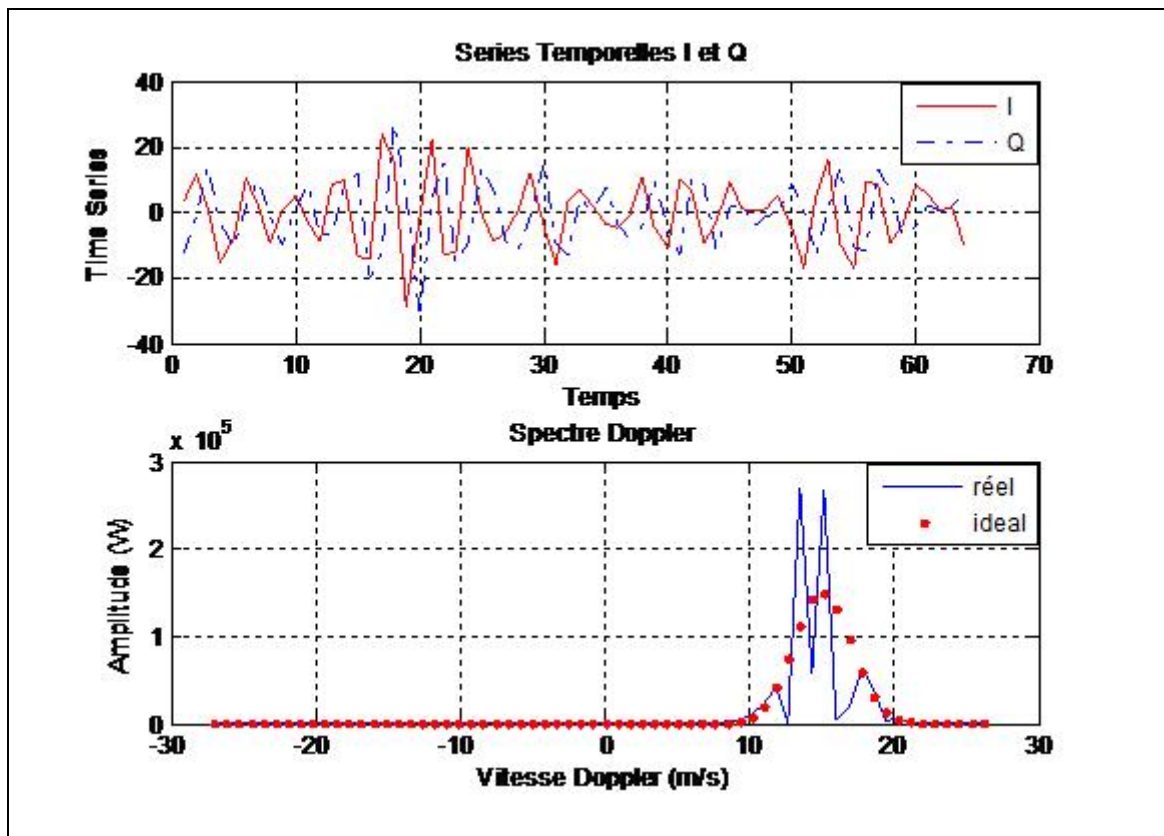 Series Temporelles I et Q
40
20
0
-20
-40
Time Series
I
Q
0 10 20 30 40 50 60 70
Temps
x 10^5
Spectre Doppler
3
2
1
0
Amplitude (W)
réel
ideal
-30 -20 -10 0 10 20 30
Vitesse Doppler (m/s)